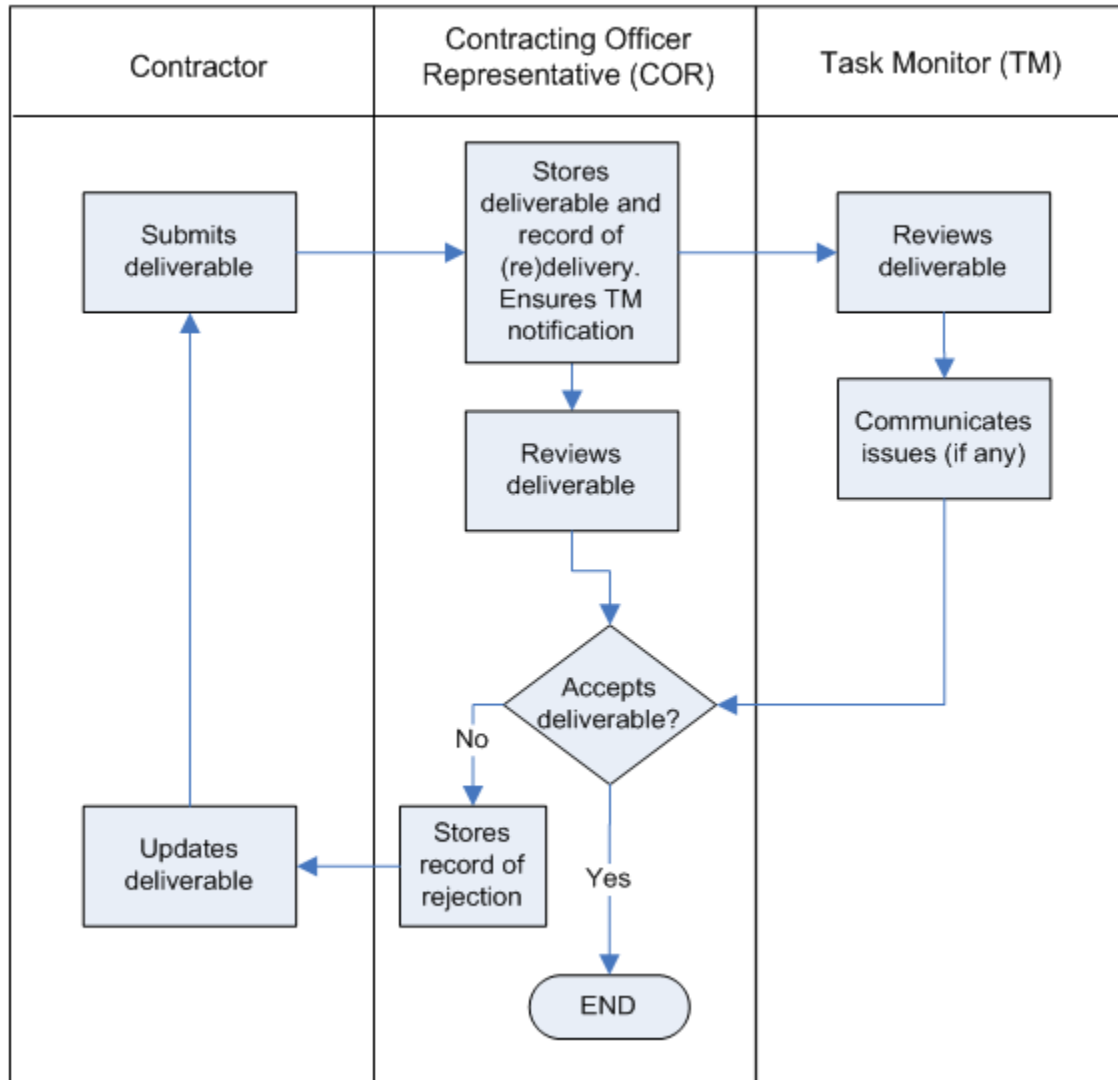 Contractor
Contracting Officer
Representative (COR)
Task Monitor (TM)
Submits
deliverable
Stores
deliverable and
record of
(re)delivery.
Ensures TM
notification
Reviews
deliverable
Communicates
issues (if any)
Reviews
deliverable
Accepts
deliverable?
No
Yes
Stores
record of
rejection
Updates
deliverable
END